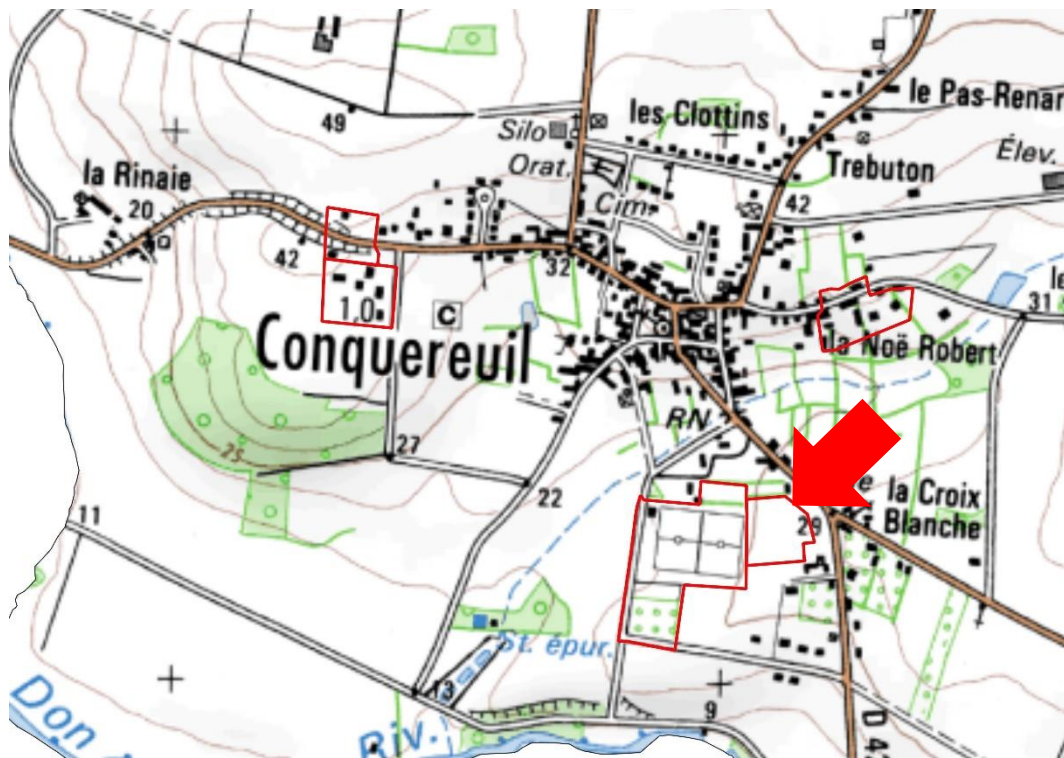 les Clottins
le Pas-Renar
49
Silo
Orat.
Trebuton
Élev.
la Rinaie
20
Cim.
42
42
32
31
1,0
C
Conquereuil
la Noë Robert
RN
25
27
22
la Croix
Blanche
29
11
St. épur.
13
9
Don
Riv.
D 4